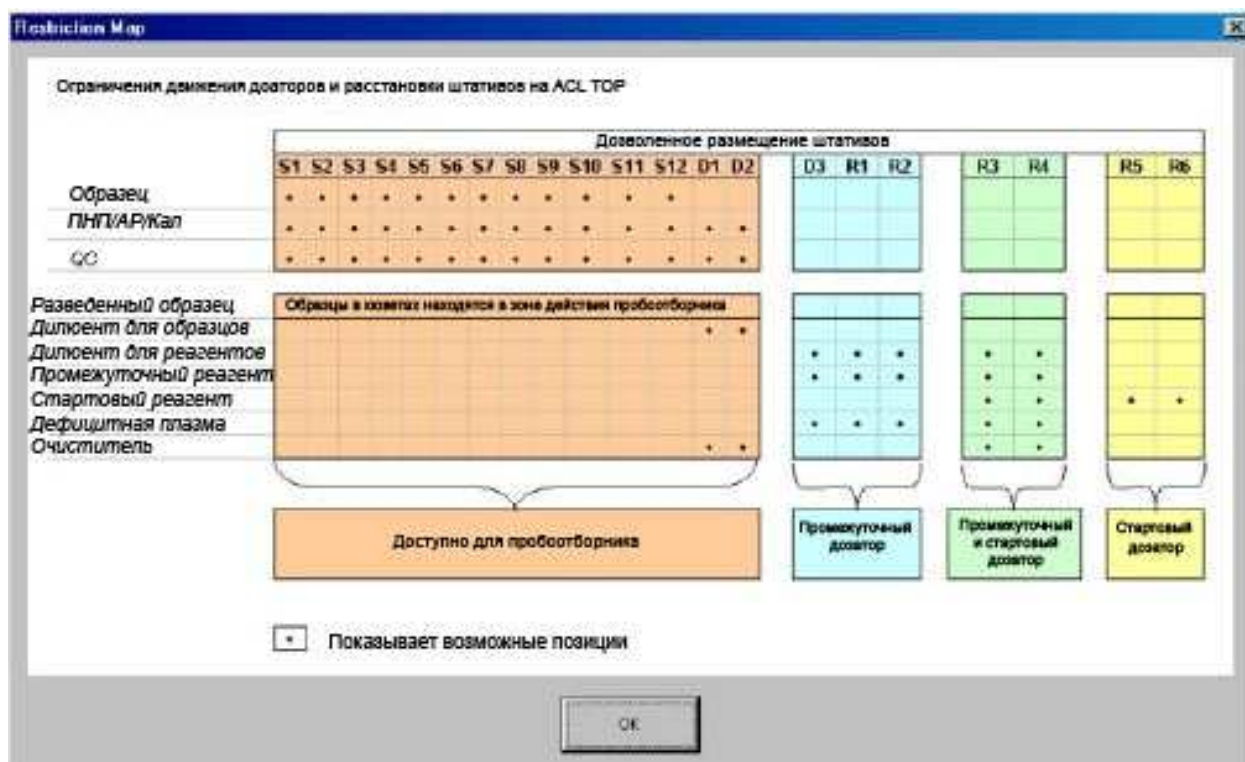 Restriction Map
Ограничения движения дозаторов и расстановки штативов на ACL TOP
Дозволенное размещение штативов
S1 S2 S3 S4 S5 S6 S7 S8 S9 S10 S11 S12 D1 D2 D3 R1 R2 R3 R4 R5 R6
Образец
ПНП/АР/Кал
QC
Разведенный образец Образцы в кюветах находятся в зоне действия пробоотборника
Дилюент для образцов
Дилюент для реагентов
Промежуточный реагент
Стартовый реагент
Дефицитная плазма
Очиститель
Доступно для пробоотборника
Промежуточный
дозатор
Промежуточный
и стартовый
дозатор
Стартовый
дозатор
Показывает возможные позиции
OK